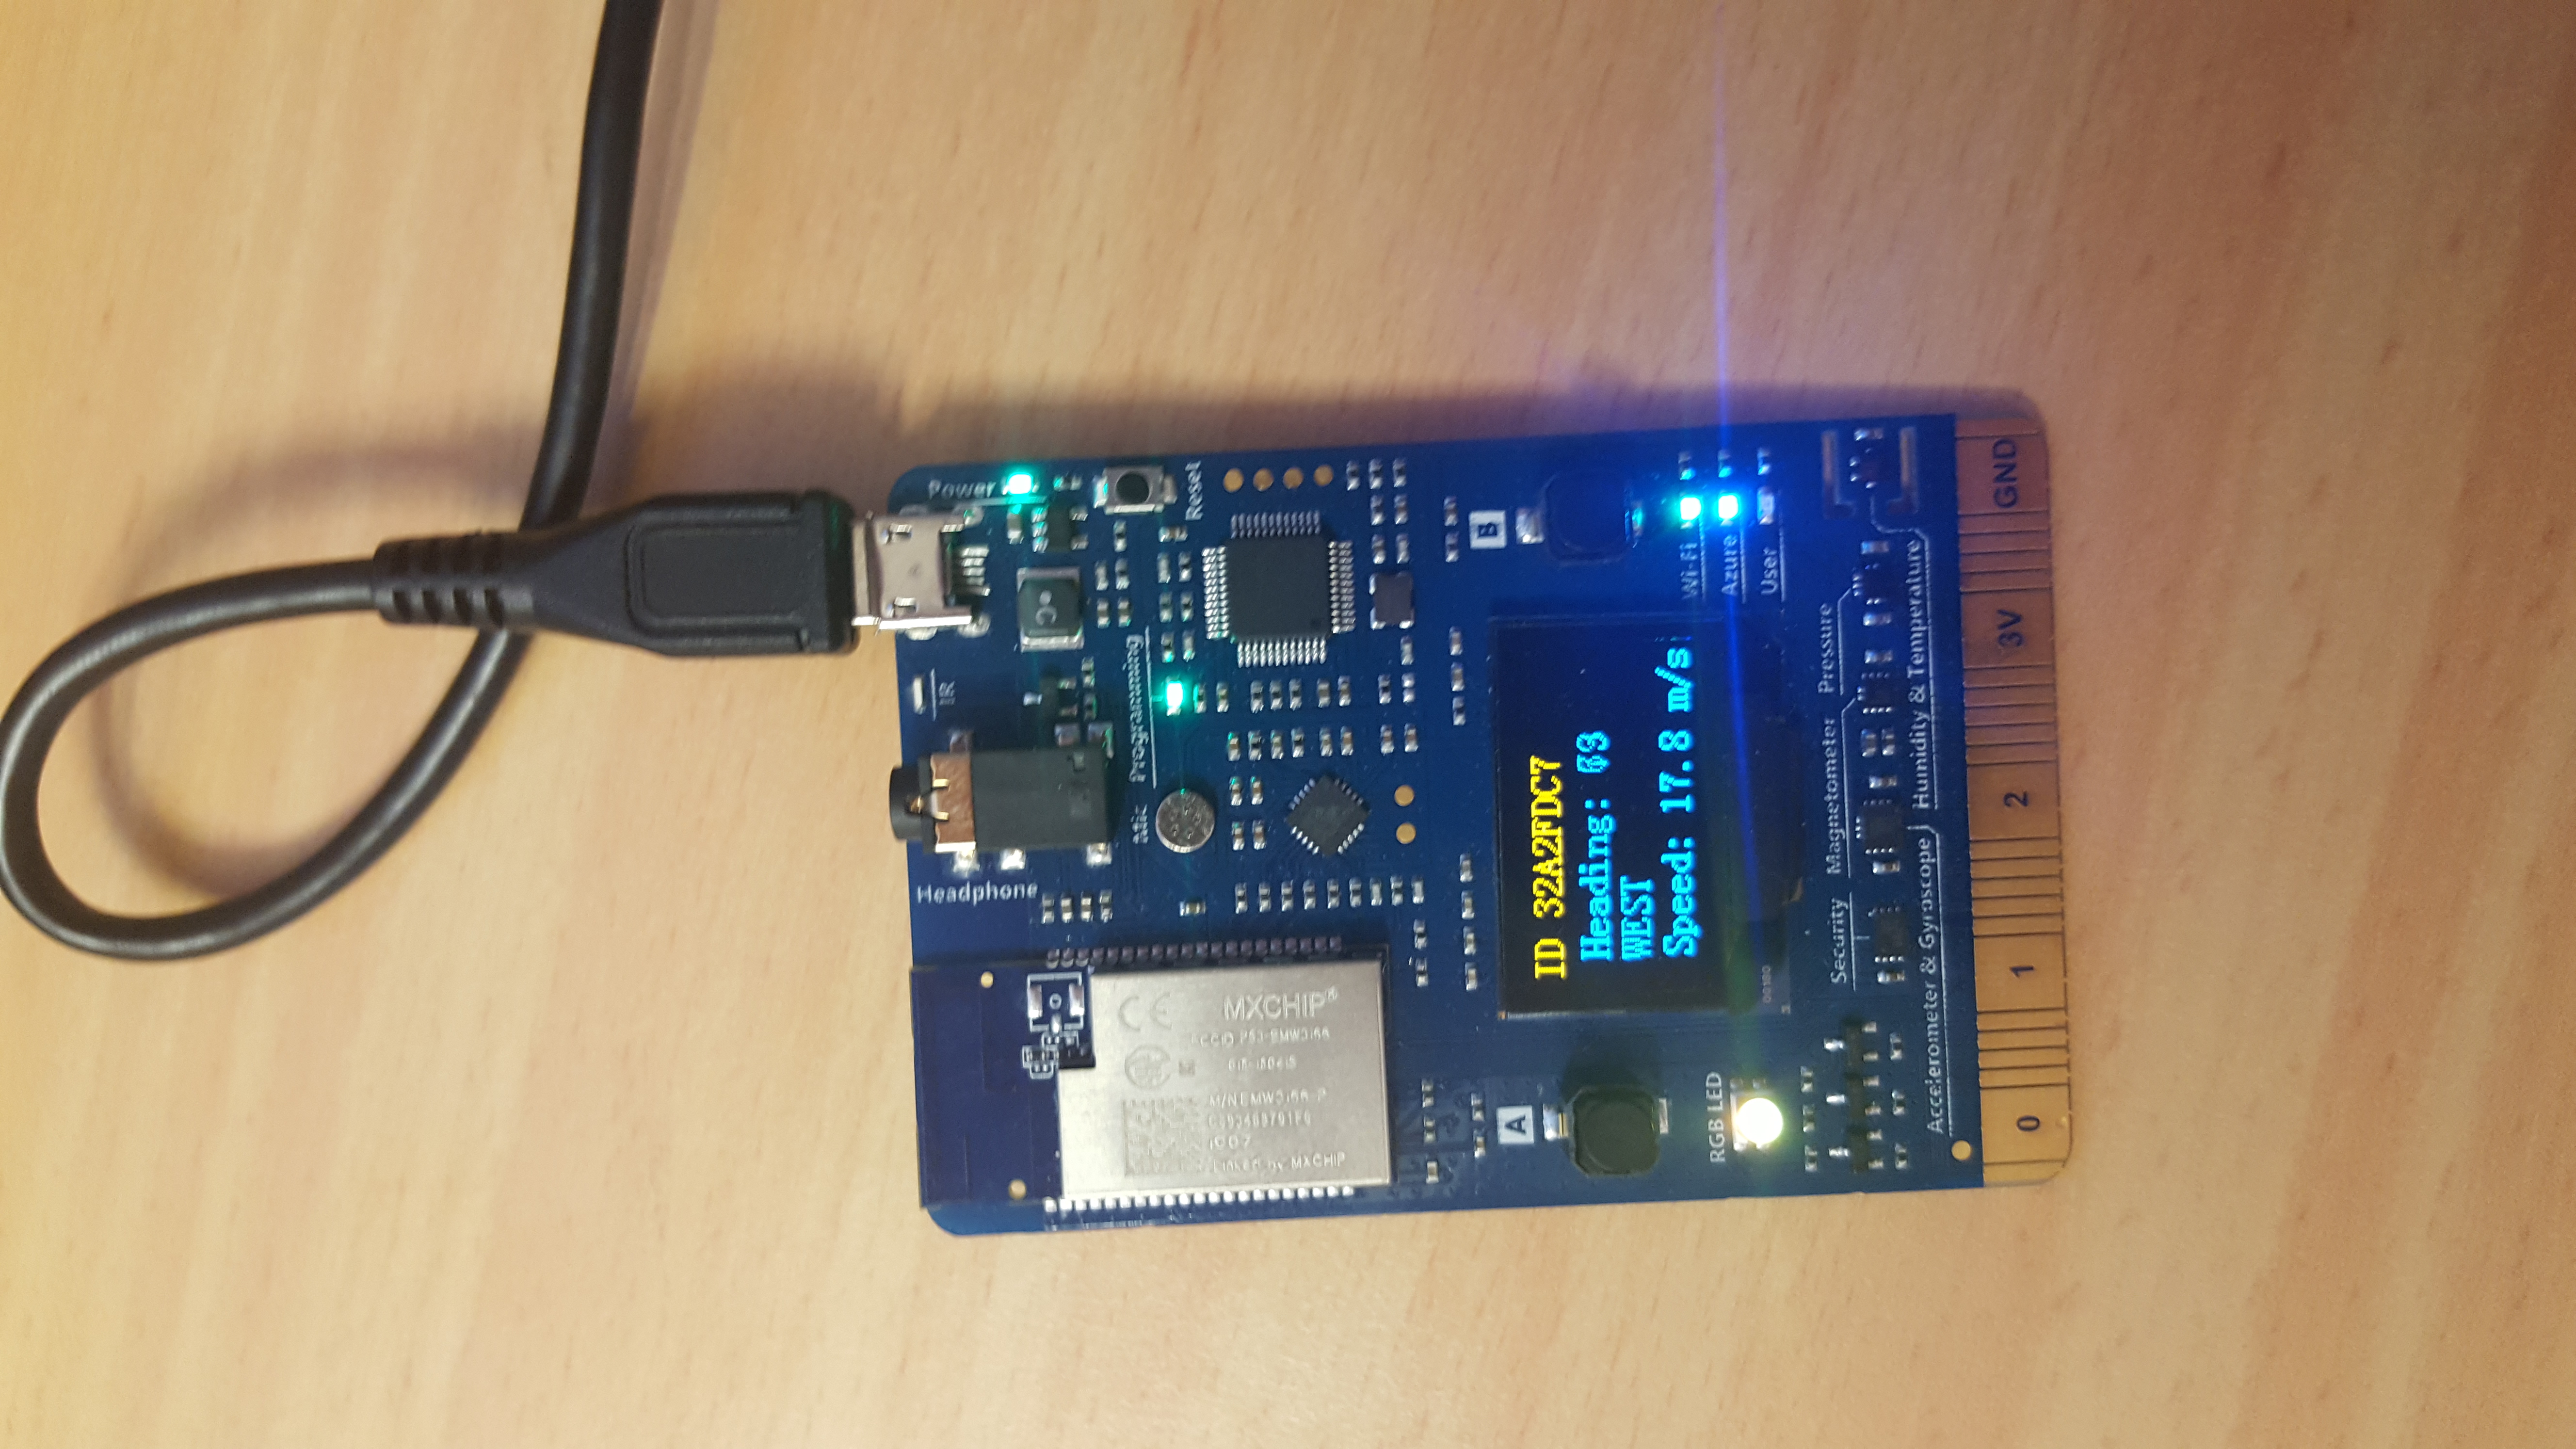 Headphone
IR
Power
Mic
Programming
Reset
MXCHIP®
A
B
ID 32A2FDC7
Heading:
WEST
Speed: 17.8 m/s
RGB LED
Wi-Fi
Azure
User
00180
Security
Magnetometer
Pressure
Accelerometer & Gyroscope
Humidity & Temperature
0
1
2
3V
GND